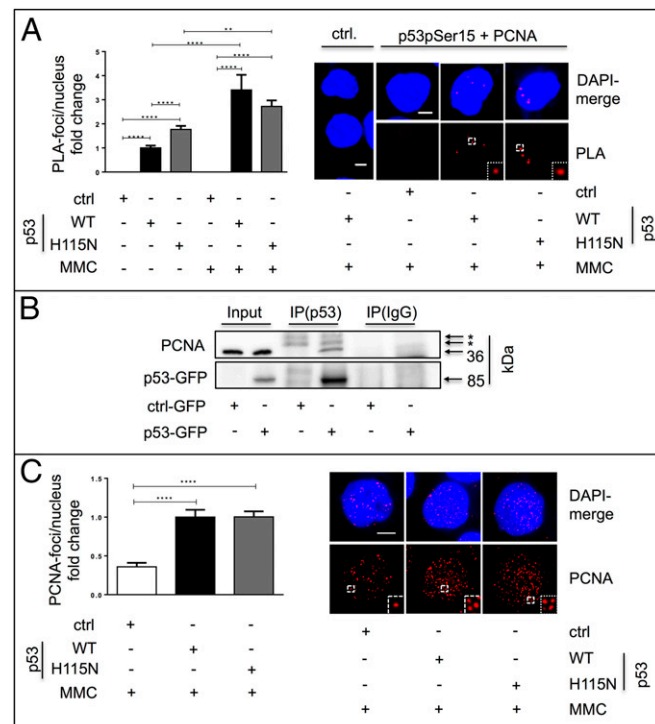 A
PLA-foci/nucleus
fold change
5
4
3
2
1
0
**
****
****
****
****
****
****
ctrl + - - + - -
p53
WT - + - - + -
H115N - - + - - +
MMC - - - + + +
ctrl.
p53pSer15 + PCNA
DAPI-
merge
PLA
- + - - ctrl
+ - + - WT
p53
- - - + H115N
+ + + + MMC
B
Input IP(p53) IP(IgG)
PCNA
*
*
36
p53-GFP
85
kDa
ctrl-GFP + - + - + -
p53-GFP - + - + - +
C
PCNA-foci/nucleus
fold change
1.5
1.0
0.5
0.0
****
****
ctrl + - -
p53
WT - + -
H115N - - +
MMC + + +
DAPI-
merge
PCNA
+ - - ctrl
- + - WT
p53
- - + H115N
+ + + MMC